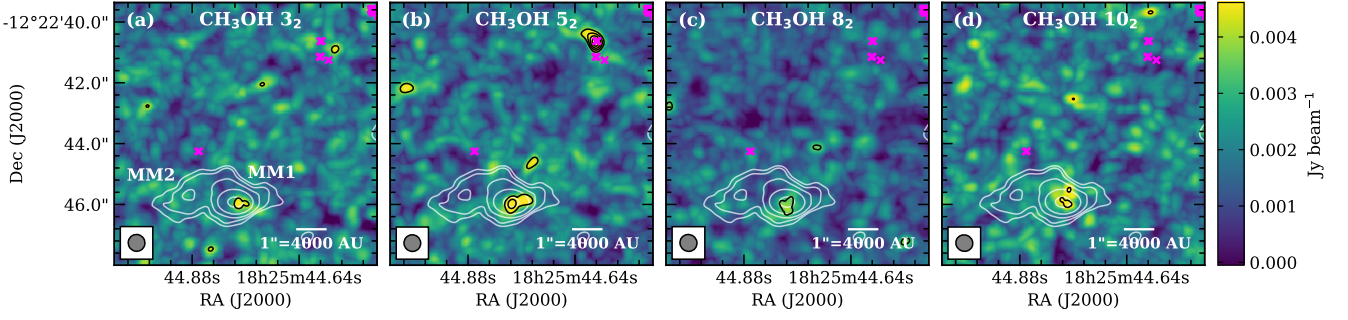 (a) CH₃OH 3₂
(b) CH₃OH 5₂
(c) CH₃OH 8₂
(d) CH₃OH 10₂
-12°22'40.0"
42.0"
44.0"
46.0"
Dec (J2000)
MM2
MM1
1"=4000 AU
1"=4000 AU
1"=4000 AU
1"=4000 AU
44.88s 18h25m44.64s
44.88s 18h25m44.64s
44.88s 18h25m44.64s
44.88s 18h25m44.64s
RA (J2000)
RA (J2000)
RA (J2000)
RA (J2000)
0.004
0.003
0.002
0.001
0.000
Jy beam⁻¹